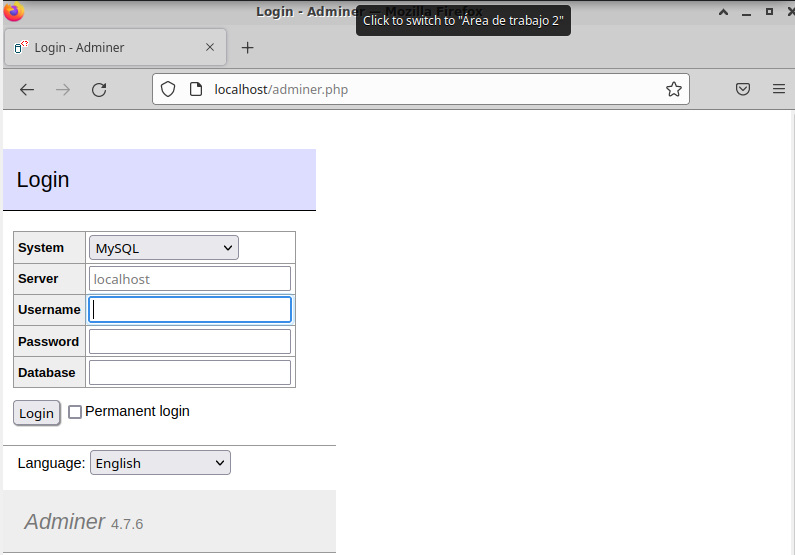 Login - Adminer — Mozilla Firefox
Click to switch to "Área de trabajo 2"
Login - Adminer
localhost/adminer.php
Login
System MySQL
Server localhost
Username
Password
Database
Login Permanent login
Language: English
Adminer 4.7.6